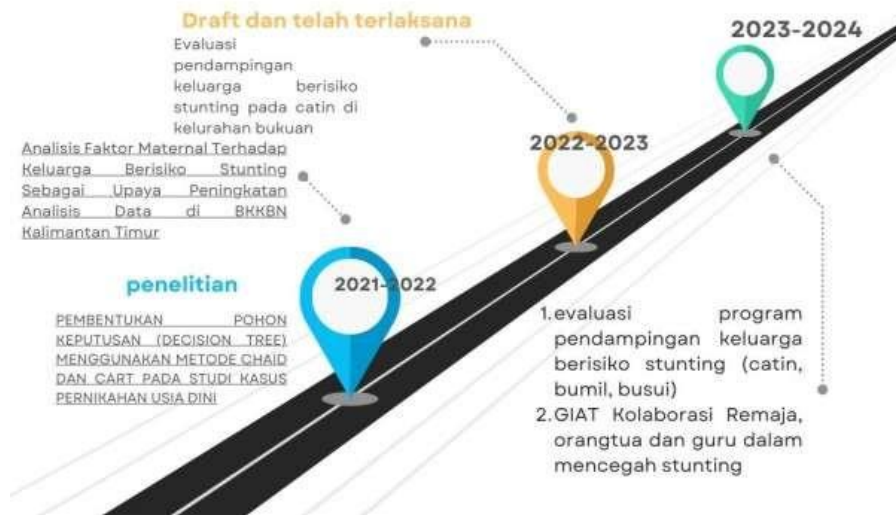 Draft dan telah terlaksana
Evaluasi
pendampingan
keluarga berisiko
stunting pada catin di
kelurahan bukuan
Analisis Faktor Maternal Terhadap
Keluarga Berisiko Stunting
Sebagai Upaya Peningkatan
Analisis Data di BKKBN
Kalimantan Timur
penelitian
PEMBENTUKAN POHON
KEPUTUSAN (DECISION TREE)
MENGGUNAKAN METODE CHAID
DAN CART PADA STUDI KASUS
PERNIKAHAN USIA DINI
2021-2022
2022-2023
2023-2024
1. evaluasi program
pendampingan keluarga
berisiko stunting (catin,
bumil, busui)
2. GIAT Kolaborasi Remaja,
orangtua dan guru dalam
mencegah stunting